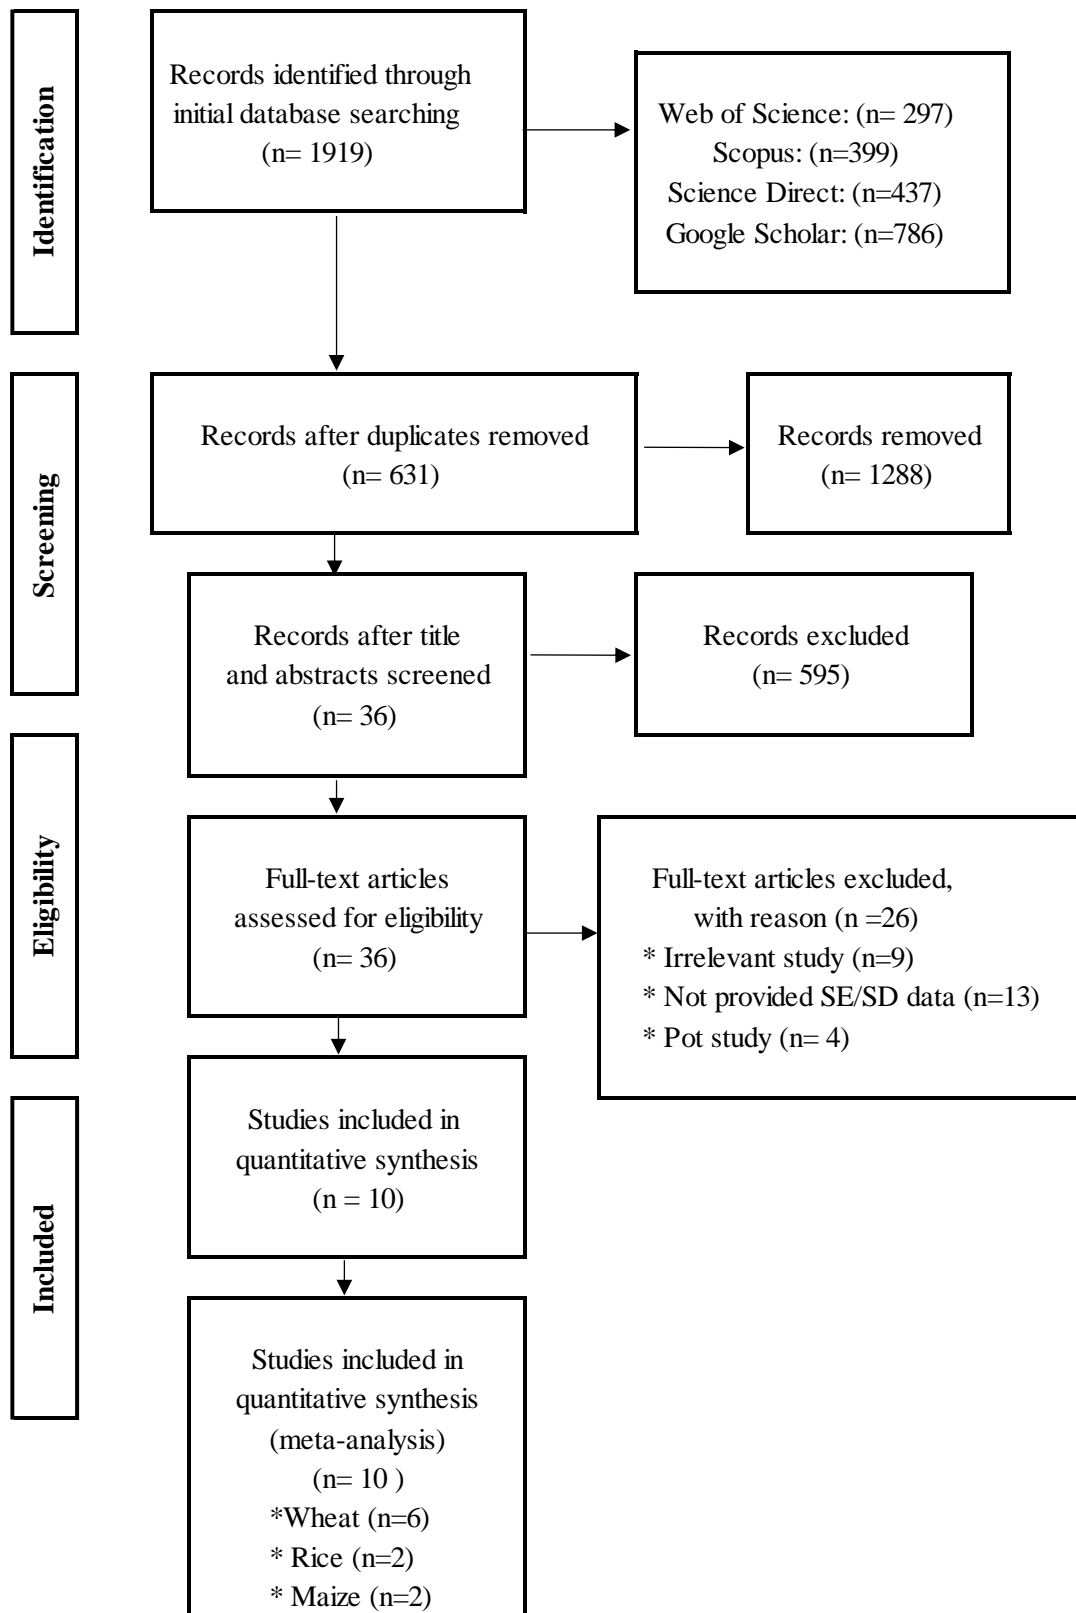 Identification
Records identified through
initial database searching
(n= 1919)
Web of Science: (n= 297)
Scopus: (n=399)
Science Direct: (n=437)
Google Scholar: (n=786)
Screening
Records after duplicates removed
(n= 631)
Records removed
(n= 1288)
Records after title
and abstracts screened
(n= 36)
Records excluded
(n= 595)
Eligibility
Full-text articles
assessed for eligibility
(n= 36)
Full-text articles excluded,
with reason (n =26)
* Irrelevant study (n=9)
* Not provided SE/SD data (n=13)
* Pot study (n= 4)
Included
Studies included in
quantitative synthesis
(n = 10)
Studies included in
quantitative synthesis
(meta-analysis)
(n= 10 )
*Wheat (n=6)
* Rice (n=2)
* Maize (n=2)